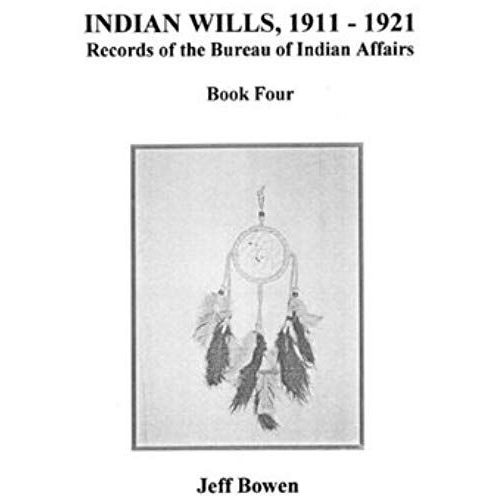 INDIAN WILLS, 1911 - 1921
Records of the Bureau of Indian Affairs
Book Four
Jeff Bowen